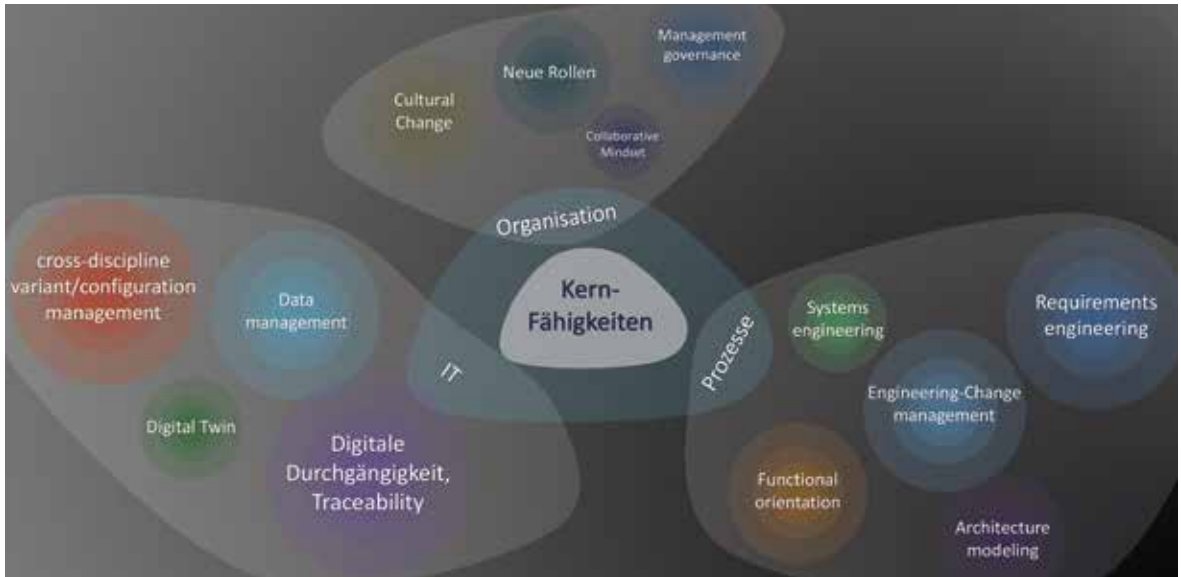 Management
governance
Neue Rollen
Cultural
Change
Collaborative
Mindset
Organisation
cross-discipline
variant/configuration
management
Data
management
Digital Twin
Digitale
Durchgängigkeit,
Traceability
IT
Kern-
Fähigkeiten
Prozesse
Systems
engineering
Requirements
engineering
Engineering-Change
management
Functional
orientation
Architecture
modeling